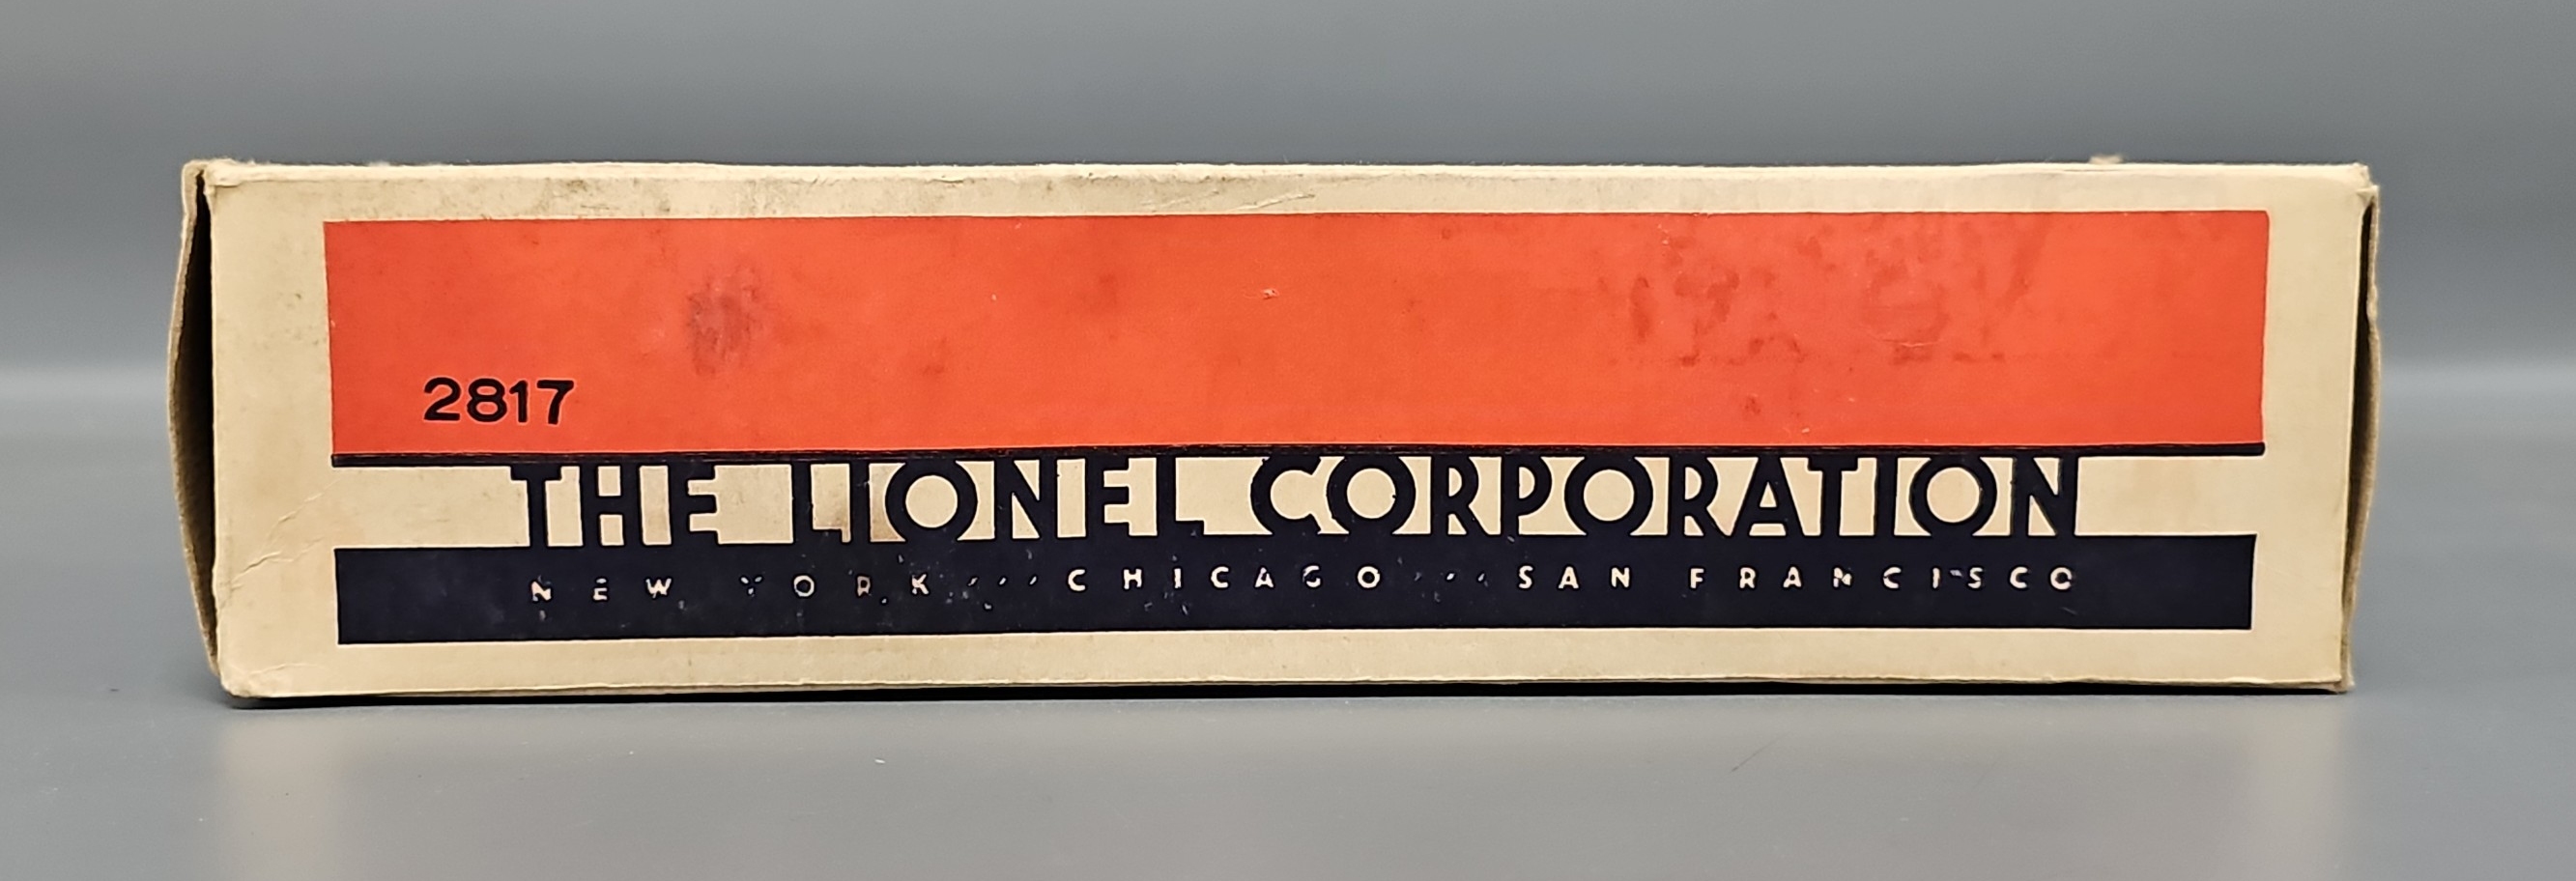 2817
THE LIONEL CORPORATION
NEW YORK ··· CHICAGO ··· SAN FRANCISCO